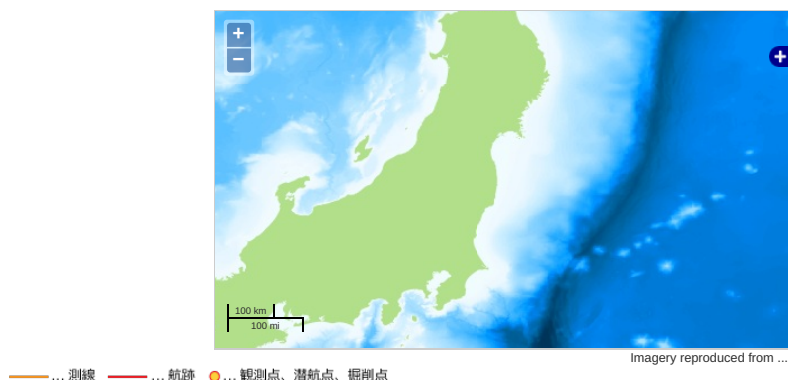 +
−
+
100 km
100 mi
Imagery reproduced from ...
... 測線 ... 航跡 ... 観測点、潜航点、掘削点